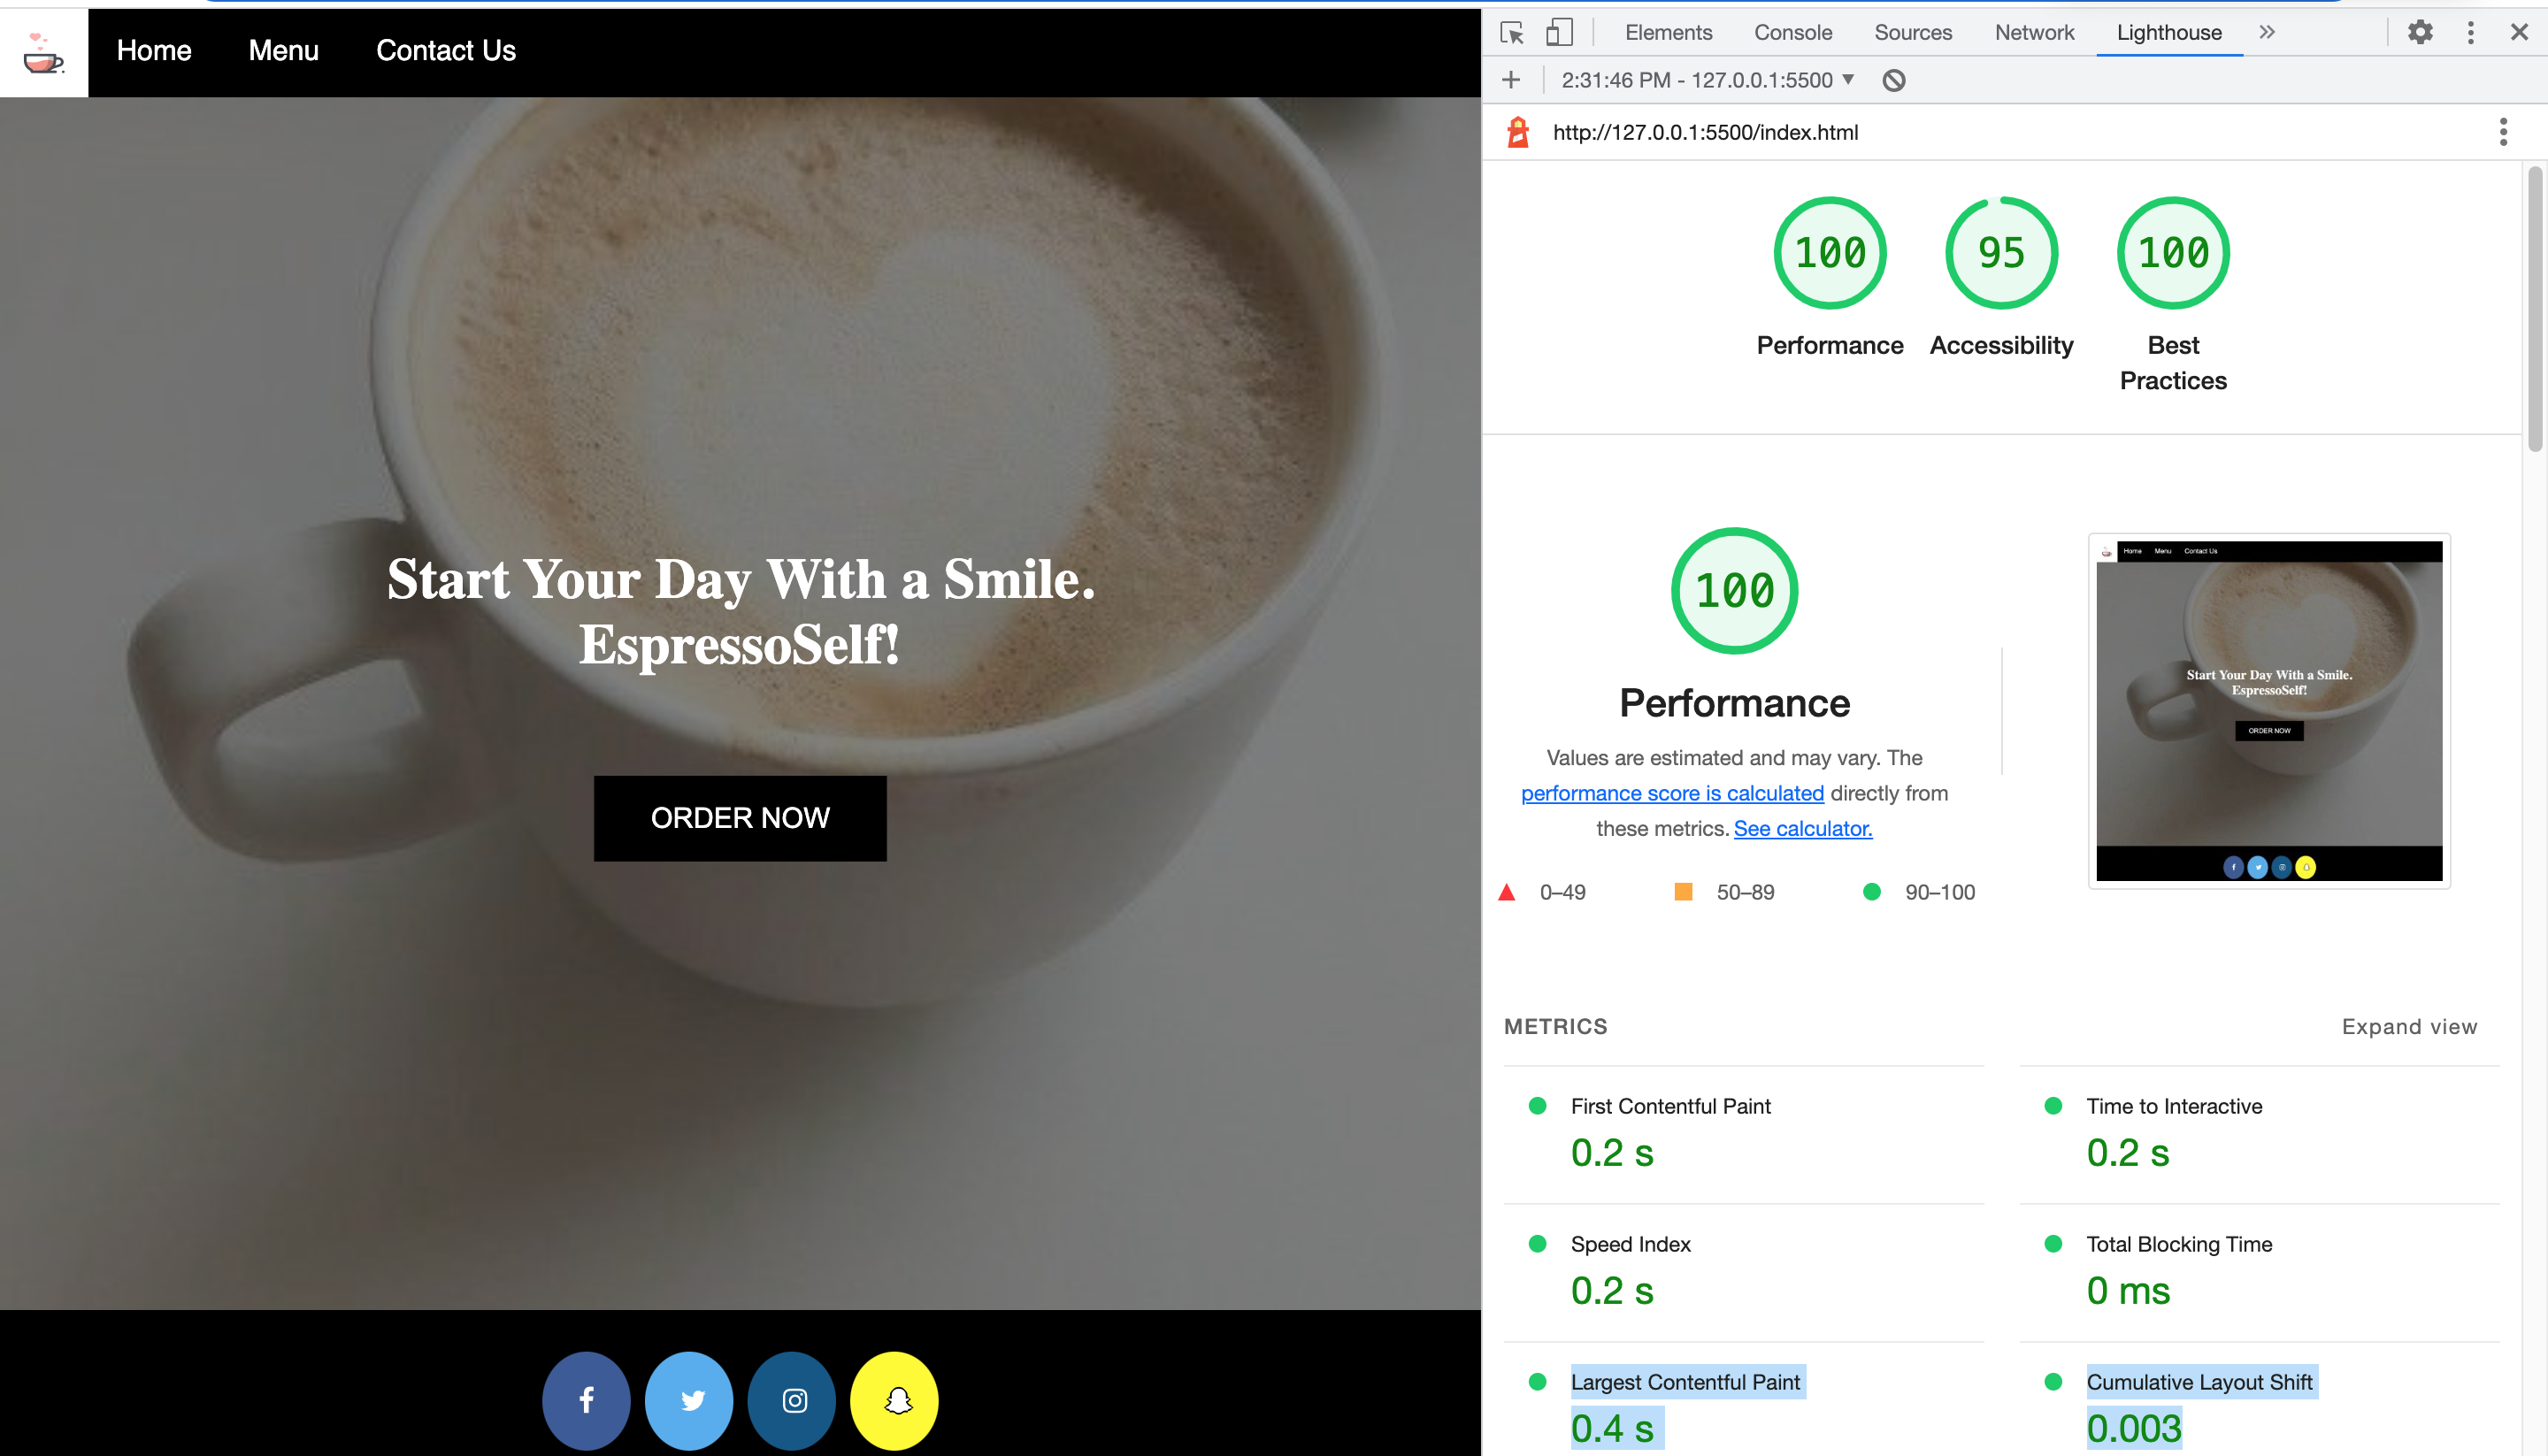 Home Menu Contact Us
Start Your Day With a Smile.
EspressoSelf!
ORDER NOW
Elements Console Sources Network Lighthouse
2:31:46 PM - 127.0.0.1:5500
http://127.0.0.1:5500/index.html
100 95 100
Performance Accessibility Best
Practices
100
Performance
Values are estimated and may vary. The
performance score is calculated directly from
these metrics. See calculator.
0–49 50–89 90–100
Home Menu Contact Us
Start Your Day With a Smile.
EspressoSelf!
ORDER NOW
METRICS Expand view
First Contentful Paint
0.2 s
Time to Interactive
0.2 s
Speed Index
0.2 s
Total Blocking Time
0 ms
Largest Contentful Paint
0.4 s
Cumulative Layout Shift
0.003